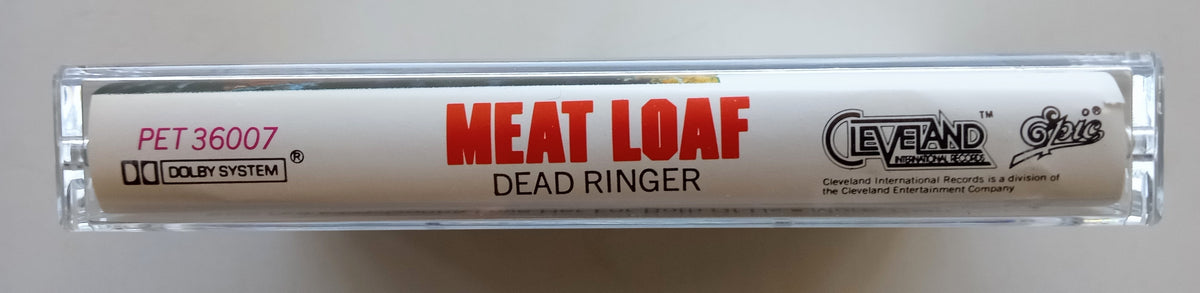 PET 36007
DOLBY SYSTEM ®
MEAT LOAF
DEAD RINGER
CLEVELAND ™
INTERNATIONAL RECORDS
Epic ®
Cleveland International Records is a division of
the Cleveland Entertainment Company